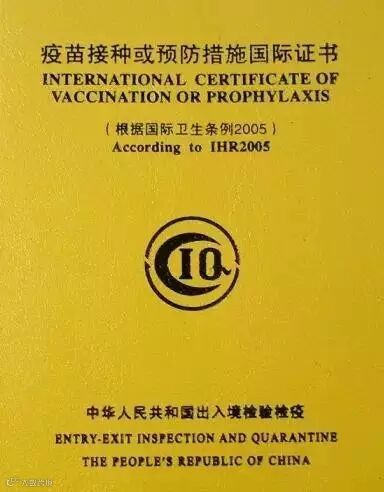 疫苗接种或预防措施国际证书
INTERNATIONAL CERTIFICATE OF
VACCINATION OR PROPHYLAXIS
(根据国际卫生条例2005)
According to IHR2005
CIQ
中华人民共和国出入境检验检疫
ENTRY-EXIT INSPECTION AND QUARANTINE
THE PEOPLE'S REPUBLIC OF CHINA